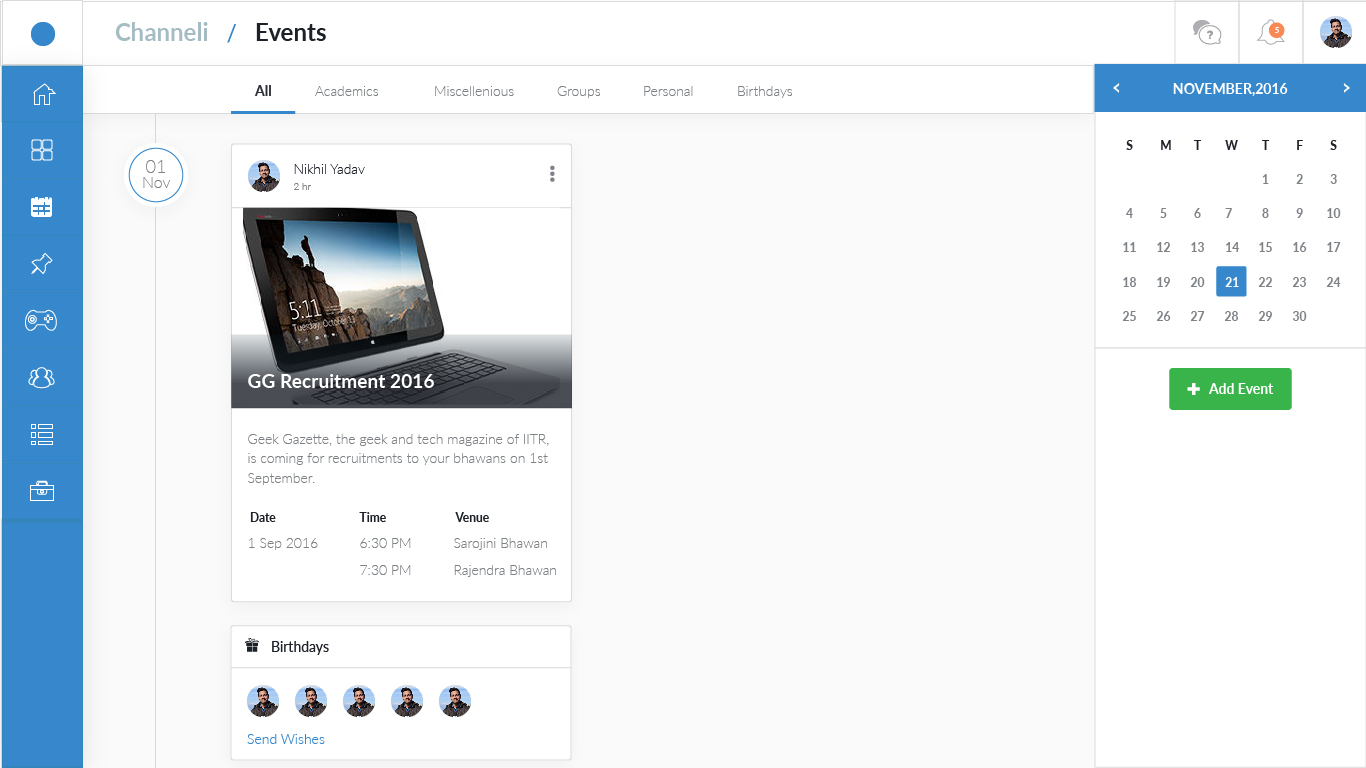 Channeli / Events
?
5
All Academics Miscellenious Groups Personal Birthdays
01
Nov
Nikhil Yadav
2 hr
5:11
Tuesday, October 13
GG Recruitment 2016
Geek Gazette, the geek and tech magazine of IITR,
is coming for recruitments to your bhawans on 1st
September.
Date Time Venue
1 Sep 2016 6:30 PM Sarojini Bhawan
7:30 PM Rajendra Bhawan
Birthdays
Send Wishes
< NOVEMBER,2016 >
S M T W T F S
1 2 3
4 5 6 7 8 9 10
11 12 13 14 15 16 17
18 19 20 21 22 23 24
25 26 27 28 29 30
+ Add Event